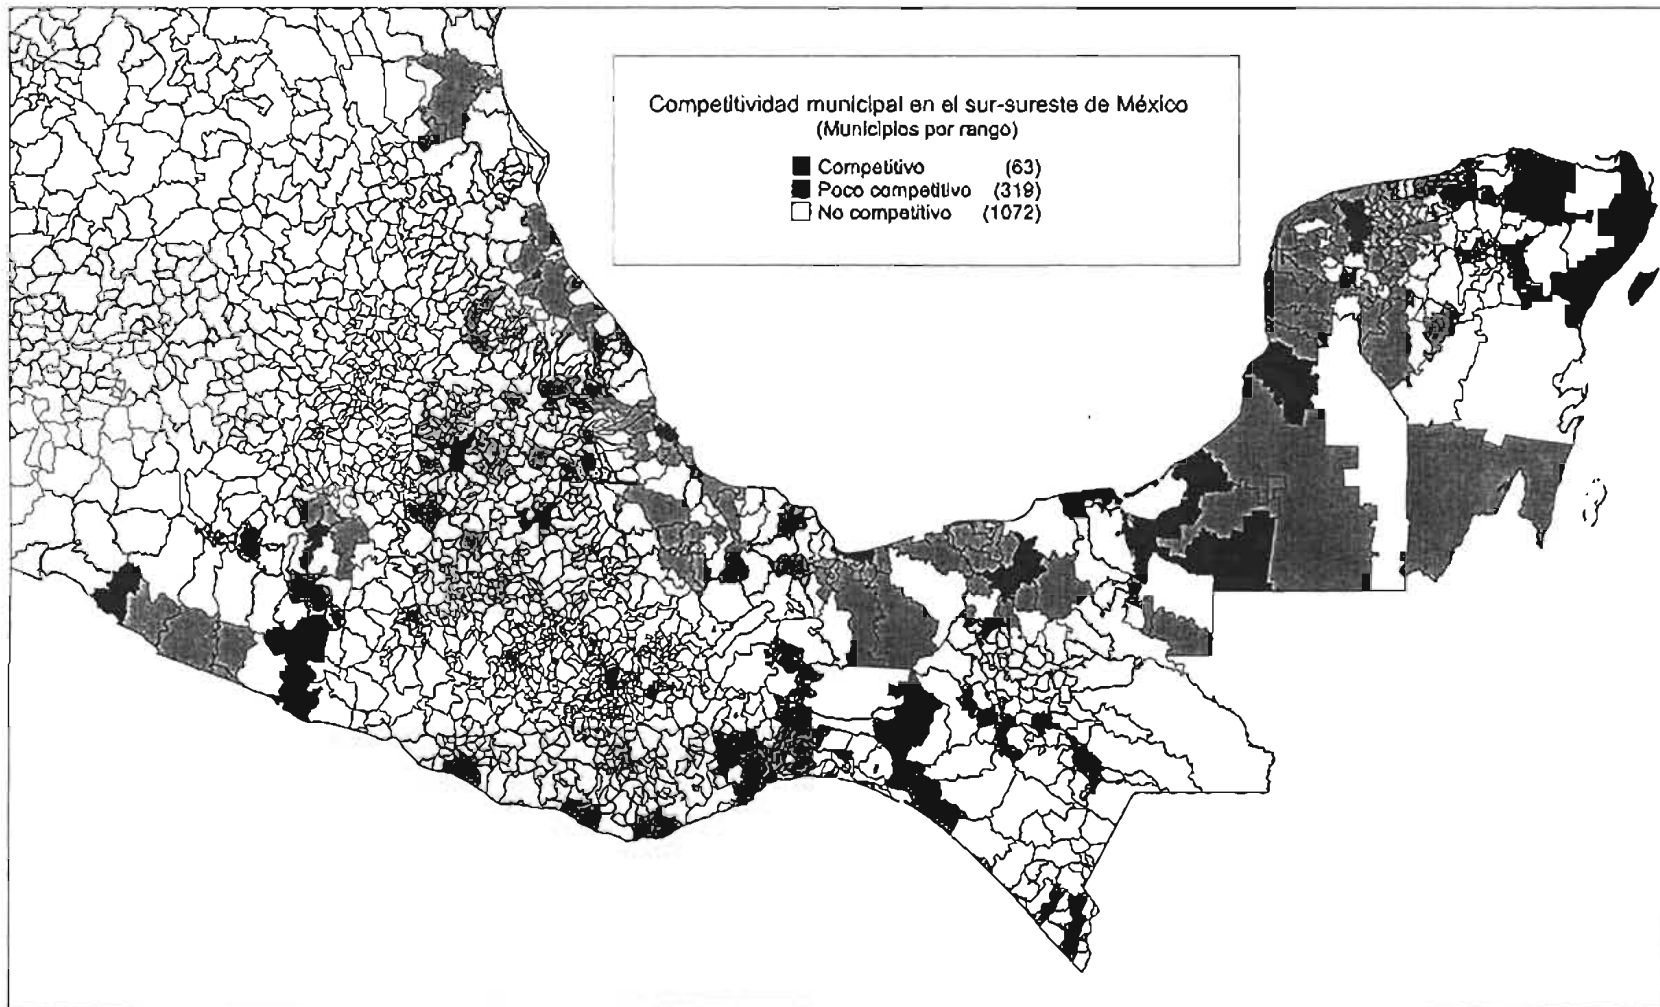 Competitividad municipal en el sur-sureste de México
(Municipios por rango)
Competitivo (63)
Poco competitivo (319)
No competitivo (1072)